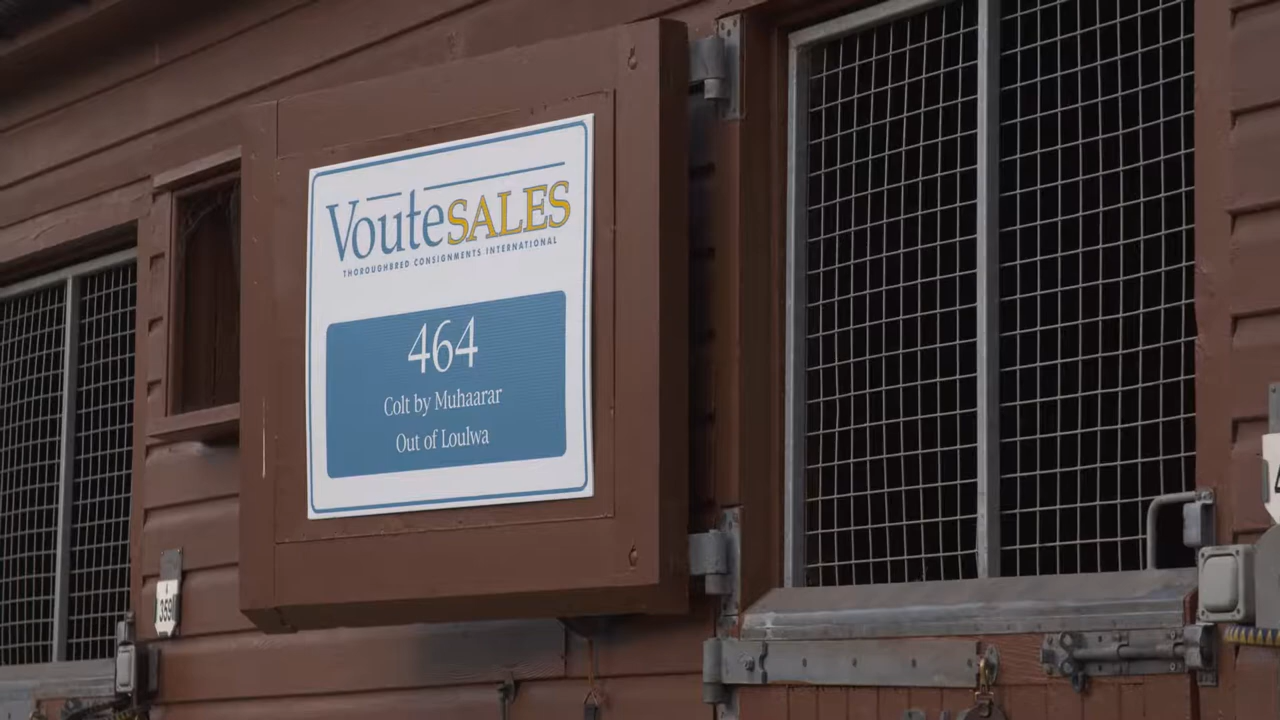 VouteSALES
THOROUGHBRED CONSIGNMENTS INTERNATIONAL
464
Colt by Muhaarar
Out of Loulwa
359